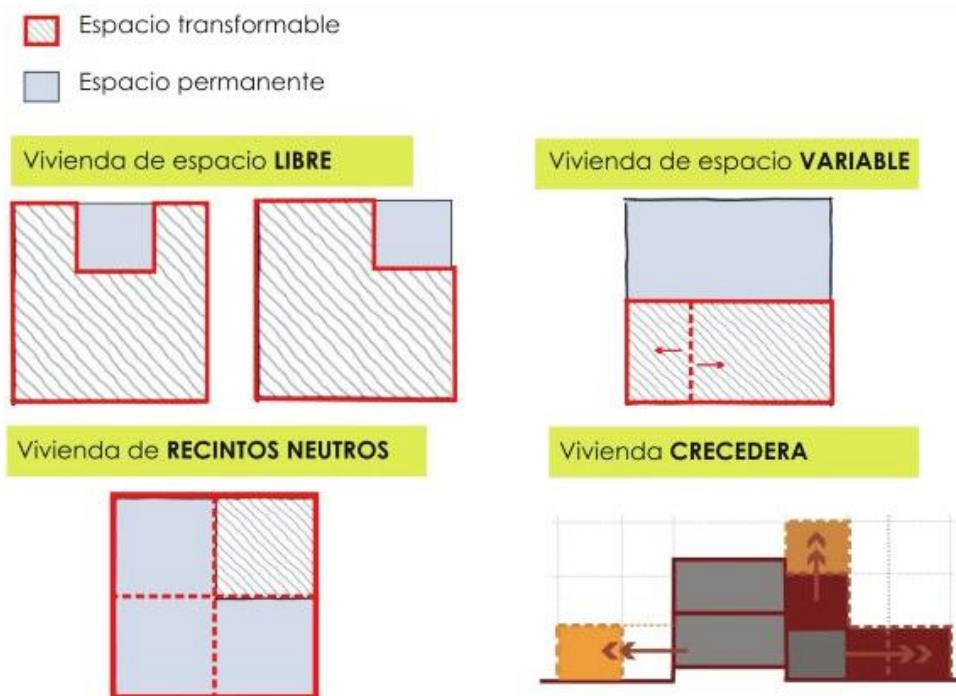 Espacio transformable
Espacio permanente
Vivienda de espacio LIBRE
Vivienda de espacio VARIABLE
Vivienda de RECINTOS NEUTROS
Vivienda CRECEDERA